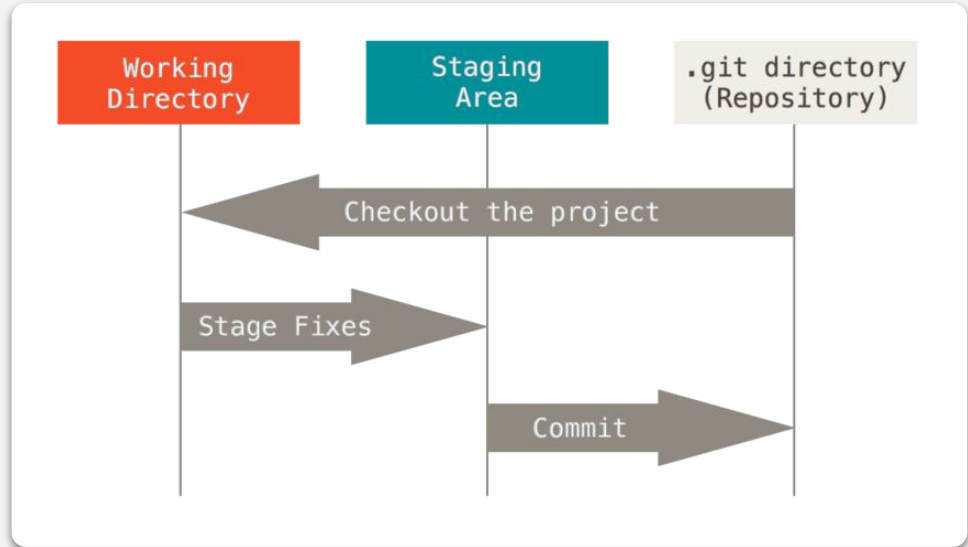 Working
Directory
Staging
Area
.git directory
(Repository)
Checkout the project
Stage Fixes
Commit